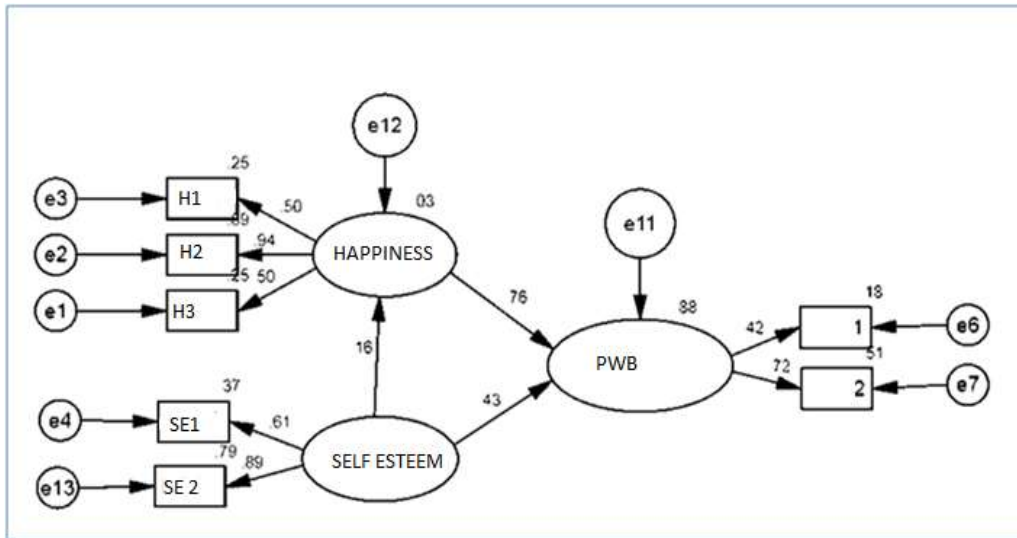 e12
.25
e3
H1
.50
03
.89
e2
H2
.94
HAPPINESS
e11
.25
50
e1
H3
76
88
18
1
e6
42
16
PWB
51
72
2
e7
37
43
e4
SE1
.61
.79
.89
SELF ESTEEM
e13
SE 2